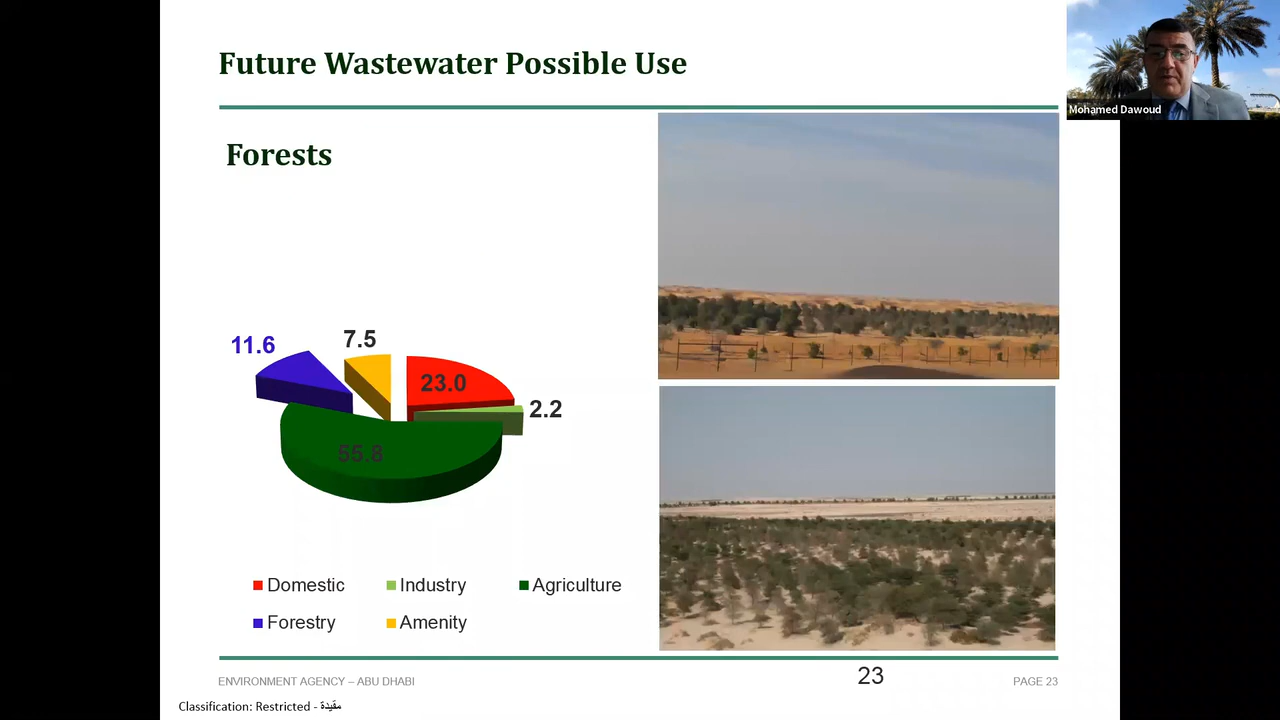 Future Wastewater Possible Use
Mohamed Dawoud
Forests
11.6
7.5
23.0
2.2
55.8
Domestic
Industry
Agriculture
Forestry
Amenity
23
ENVIRONMENT AGENCY – ABU DHABI
PAGE 23
Classification: Restricted - مقيدة